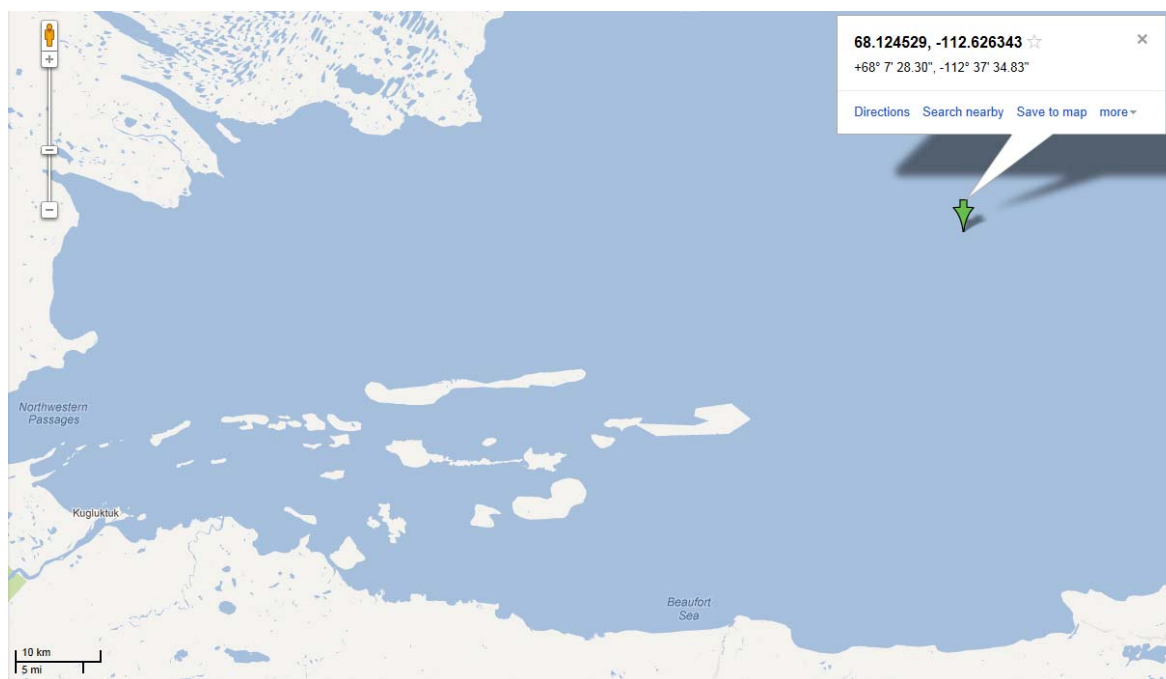 68.124529, -112.626343
+68° 7' 28.30", -112° 37' 34.83"
Directions Search nearby Save to map more
Northwestern
Passages
Kugluktuk
Beaufort
Sea
10 km
5 mi